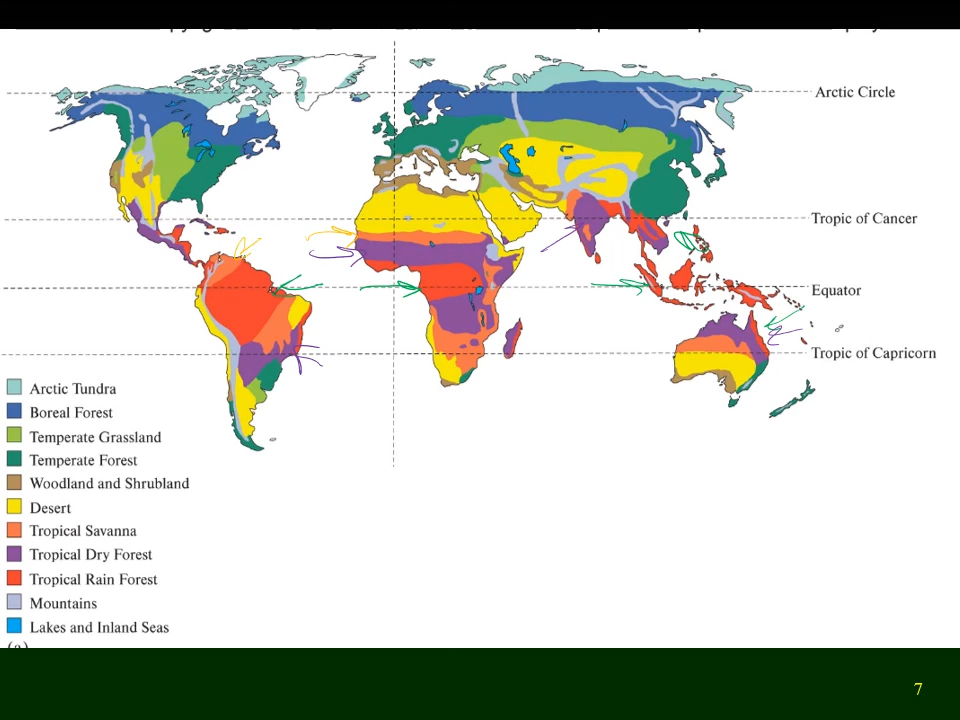 Arctic Circle
Tropic of Cancer
Equator
Tropic of Capricorn
Arctic Tundra
Boreal Forest
Temperate Grassland
Temperate Forest
Woodland and Shrubland
Desert
Tropical Savanna
Tropical Dry Forest
Tropical Rain Forest
Mountains
Lakes and Inland Seas
7